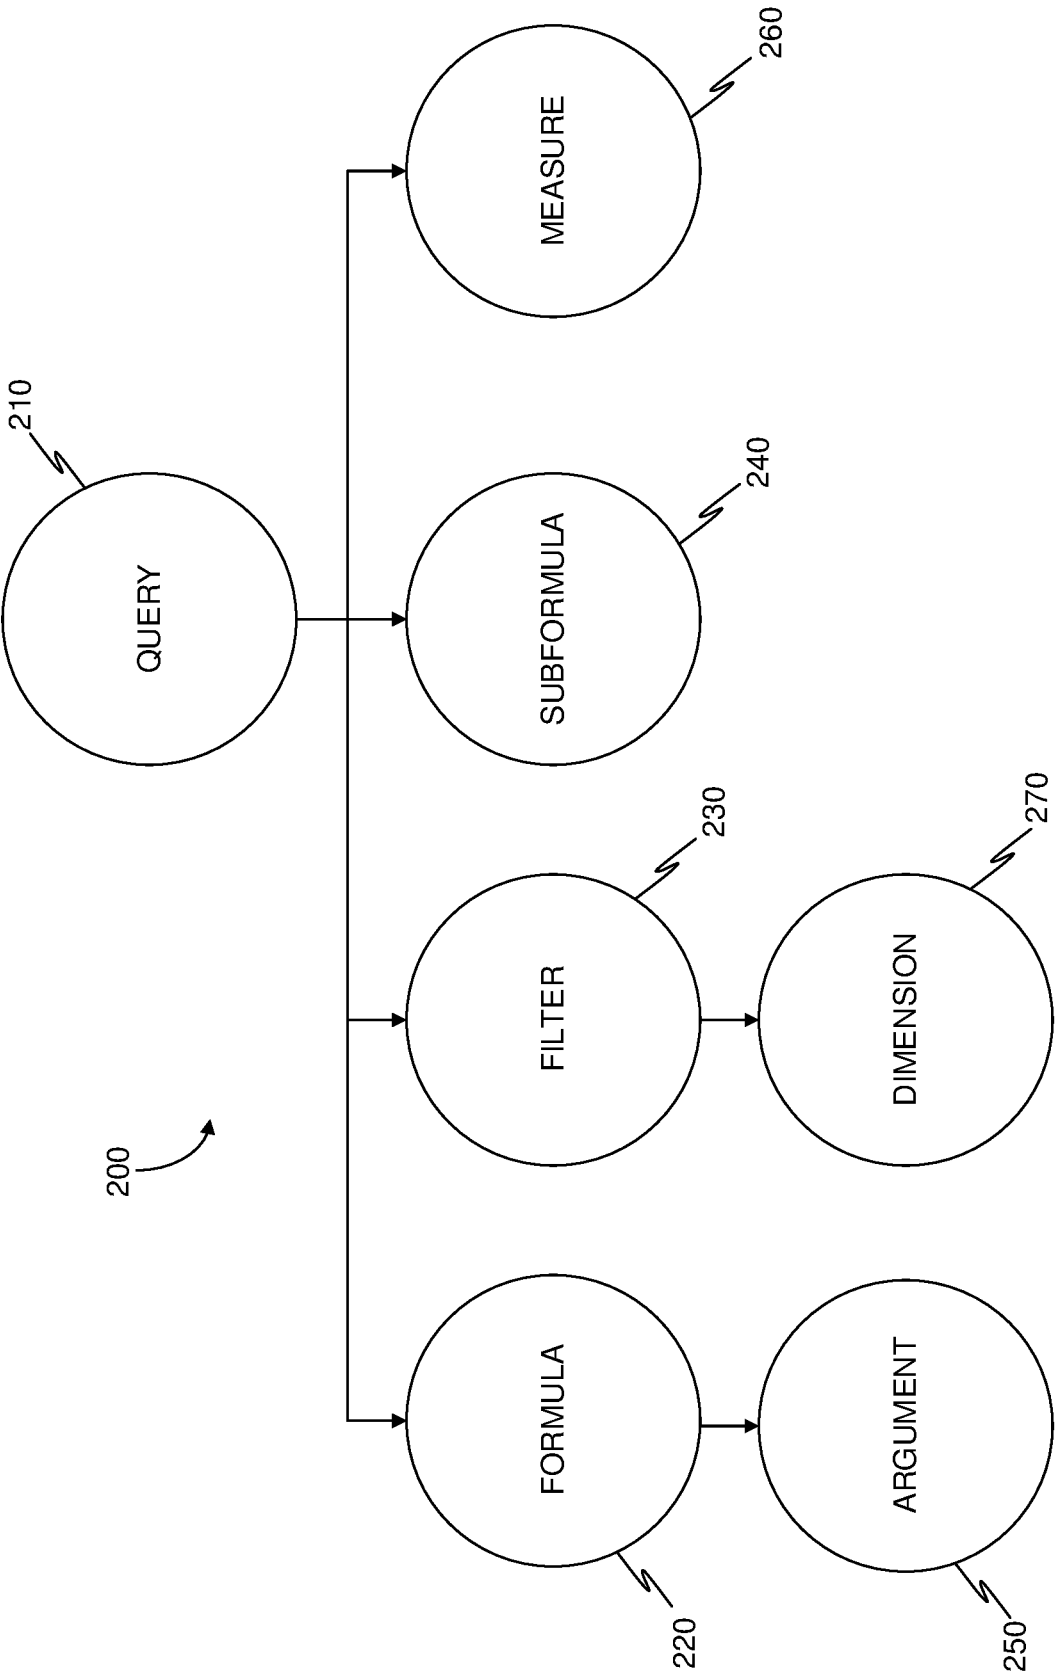 200
210
QUERY
FORMULA
FILTER
SUBFORMULA
MEASURE
220
230
240
260
ARGUMENT
DIMENSION
250
270